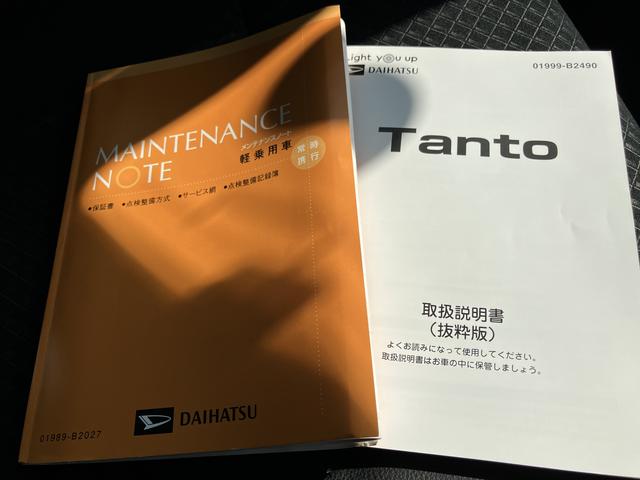 MAINTENANCE
NOTE
メンテナンスノート
軽乗用車
常時
携行
•保証書 •点検整備方式 •サービス網 •点検整備記録簿
DAIHATSU
01989-B2027
Light you up
DAIHATSU
01999-B2490
Tanto
取扱説明書
（抜粋版）
よくお読みになって使用してください。
取扱説明書はお車の中に保管しましょう。